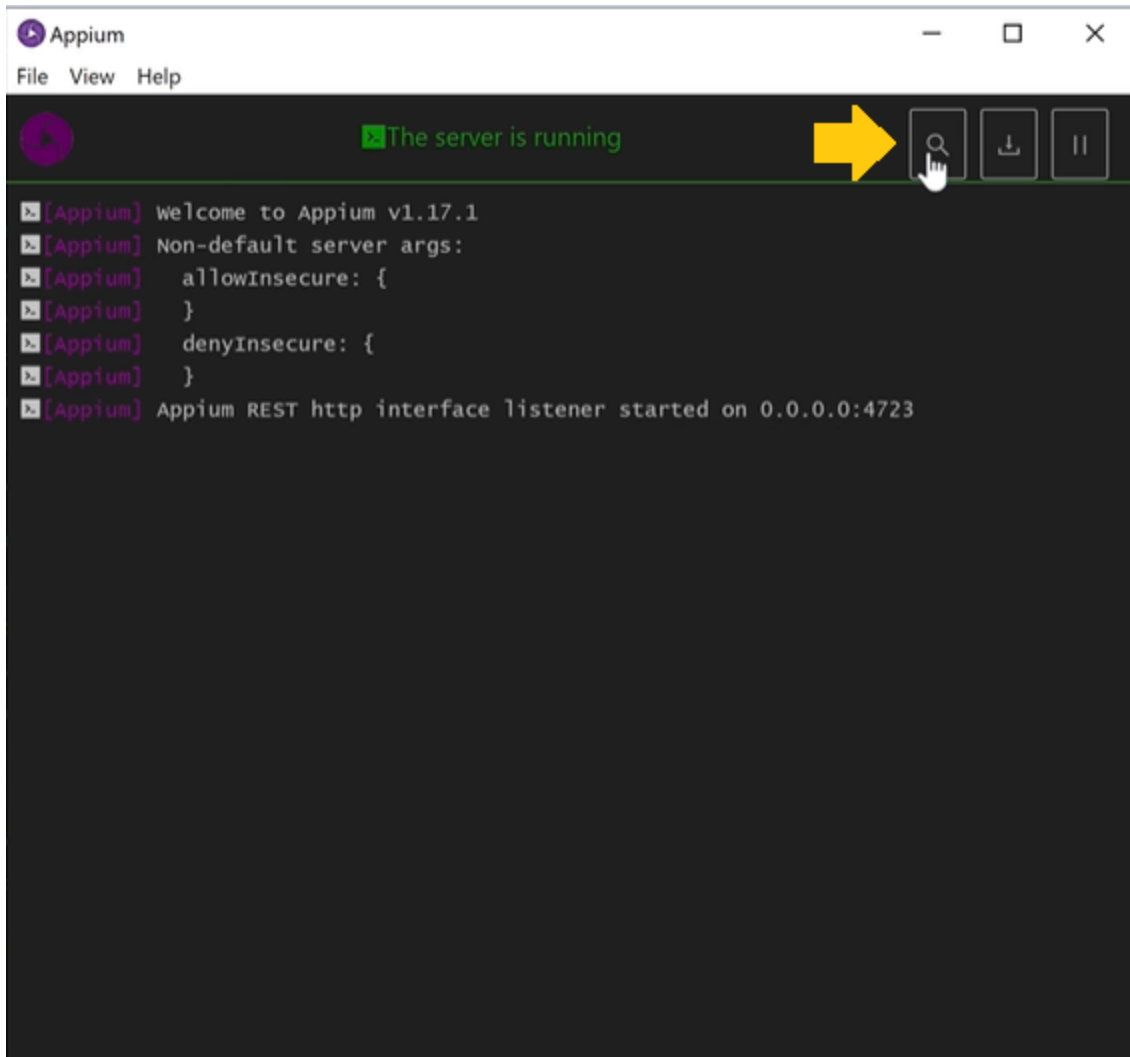 Appium
File View Help
The server is running
[Appium] Welcome to Appium v1.17.1
[Appium] Non-default server args:
[Appium]   allowInsecure: {
[Appium]   }
[Appium]   denyInsecure: {
[Appium]   }
[Appium] Appium REST http interface listener started on 0.0.0.0:4723